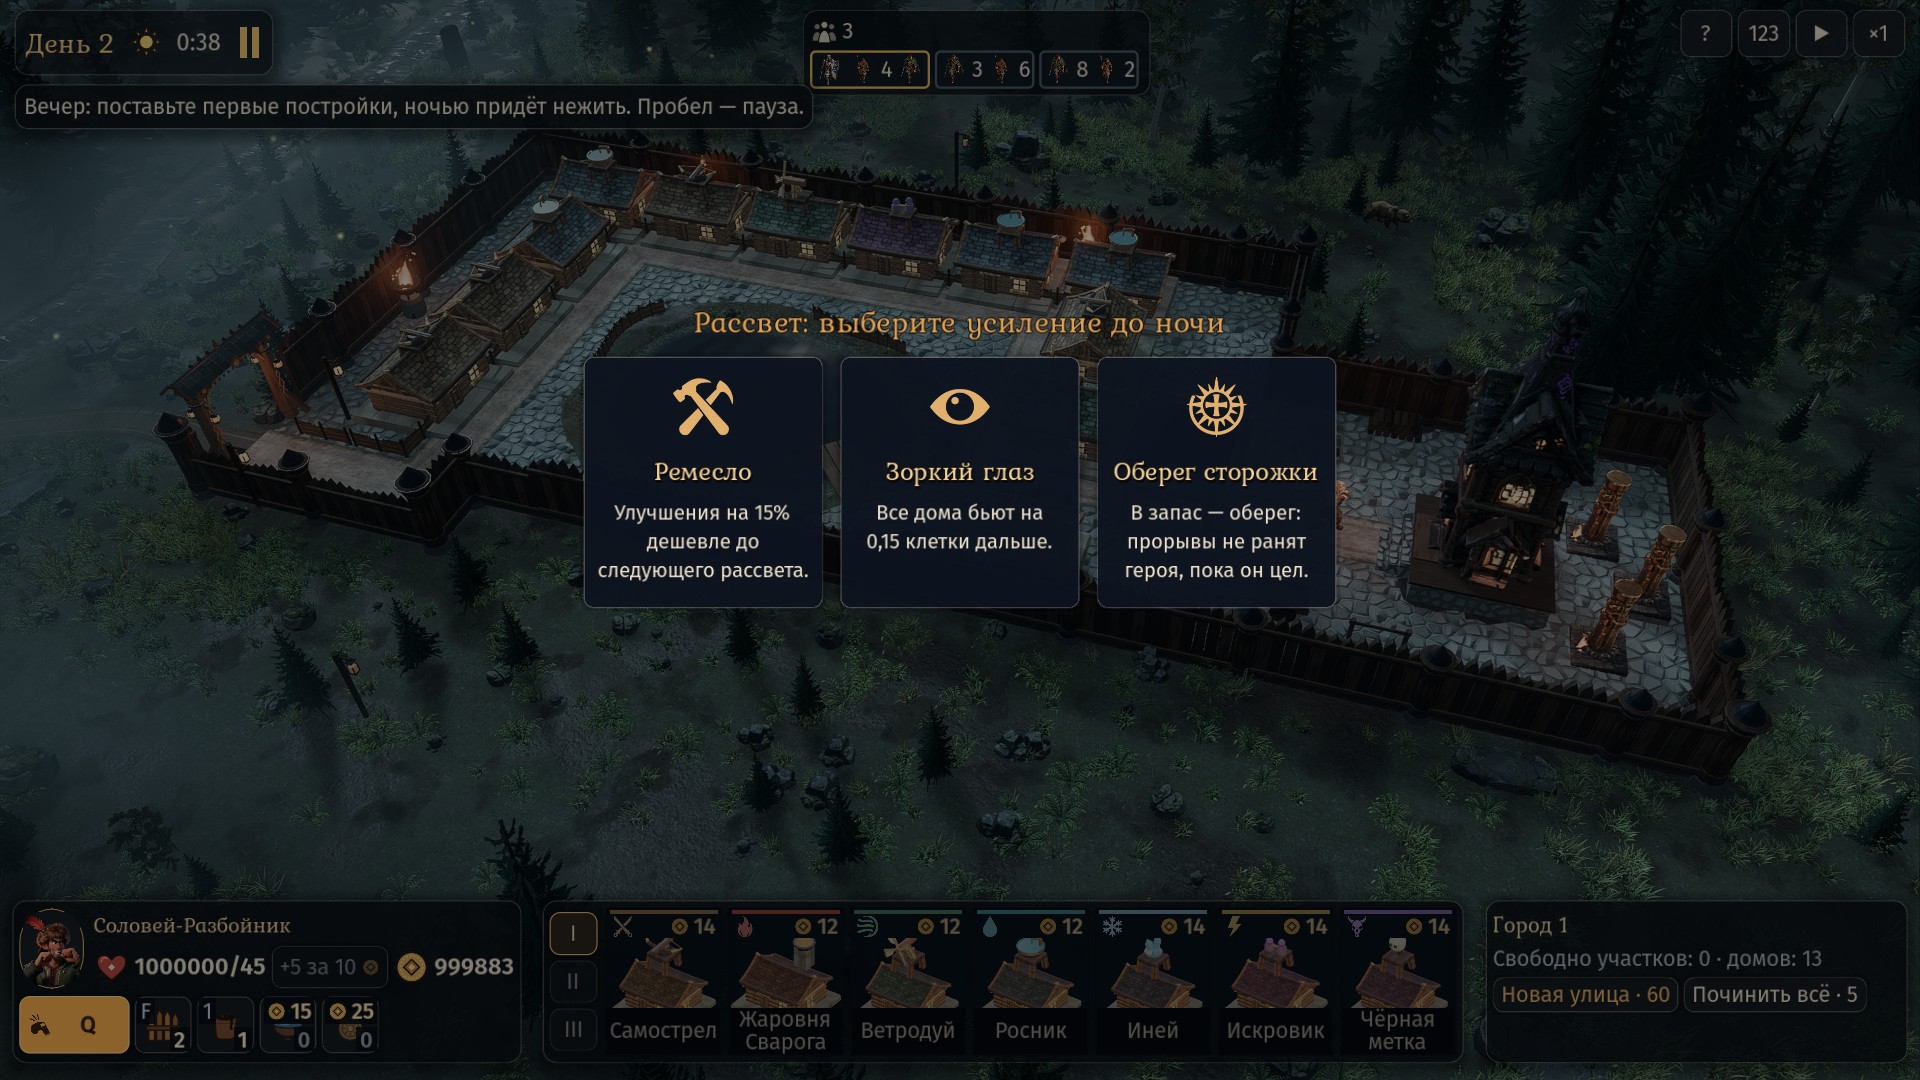 День 2 0:38
3
4 3 6 8 2
? 123 ×1
Вечер: поставьте первые постройки, ночью придёт нежить. Пробел — пауза.
Рассвет: выберите усиление до ночи
Ремесло
Улучшения на 15%
дешевле до
следующего рассвета.
Зоркий глаз
Все дома бьют на
0,15 клетки дальше.
Оберег сторожки
В запас — оберег:
прорывы не ранят
героя, пока он цел.
Соловей-Разбойник
1000000/45 +5 за 10 999883
Q F 2 1 1 15 0 25 0
I
II
III
14 12 12 12 14 14 14
Самострел
Жаровня
Сварога
Ветродуй
Росник
Иней
Искровик
Чёрная
метка
Город 1
Свободно участков: 0 · домов: 13
Новая улица · 60 Починить всё · 5